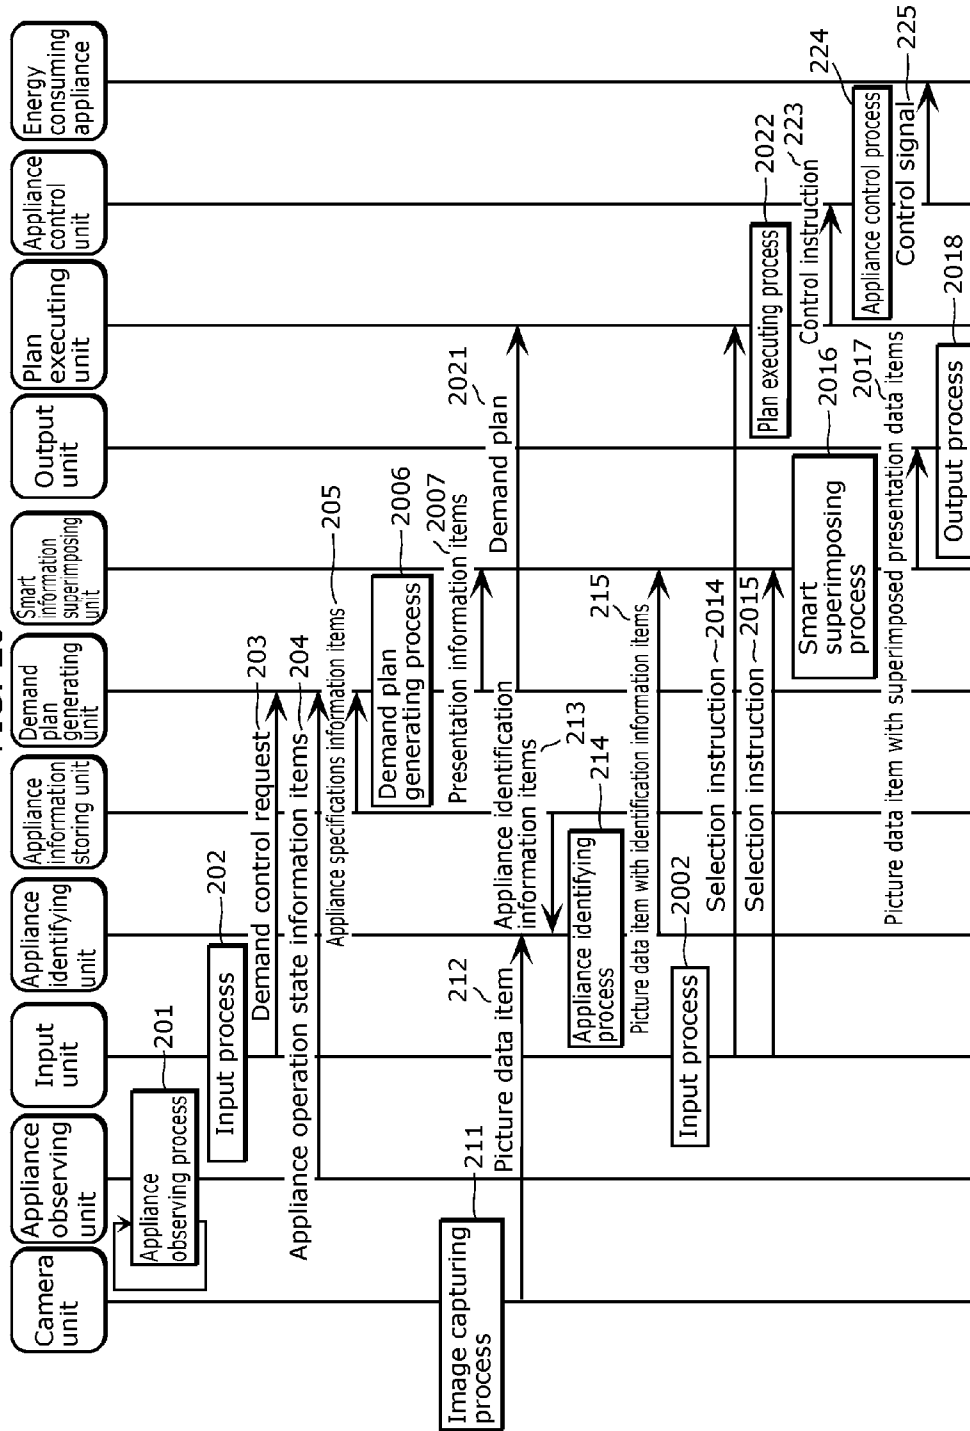 Camera
unit
Appliance
observing
unit
Input
unit
Appliance
identifying
unit
Appliance
information
storing unit
Demand
plan
generating
unit
Smart
information
superimposing
unit
Output
unit
Plan
executing
unit
Appliance
control
unit
Energy
consuming
appliance
201
Appliance
observing process
202
Input process
Demand control request
203
Appliance operation state information items
204
Appliance specifications information items
205
2006
Demand plan
generating process
2007
Presentation information items
2021
Demand plan
211
Image capturing
process
212
Picture data item
Appliance identification
information items
213
214
Appliance identifying
process
215
Picture data item with identification information items
2002
Input process
Selection instruction
2014
Selection instruction
2015
2022
Plan executing process
223
Control instruction
2016
Smart
superimposing
process
224
Appliance control process
2017
Picture data item with superimposed presentation data items
225
Control signal
2018
Output process